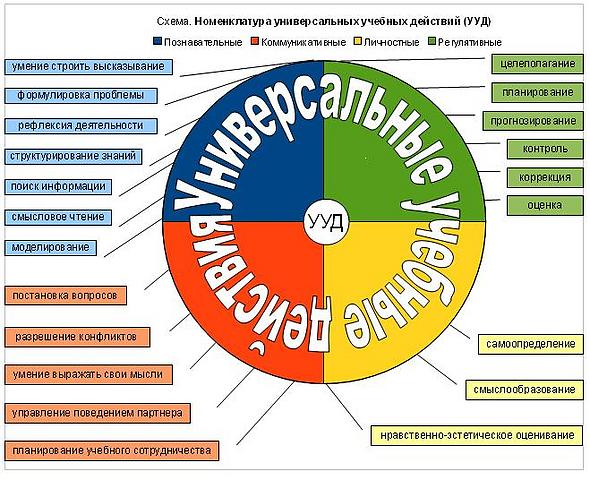 Схема. Номенклатура универсальных учебных действий (УУД)
Познавательные Коммуникативные Личностные Регулятивные
умение строить высказывание
формулировка проблемы
рефлексия деятельности
структурирование знаний
поиск информации
смысловое чтение
моделирование
постановка вопросов
разрешение конфликтов
умение выражать свои мысли
управление поведением партнера
планирование учебного сотрудничества
Универсальные учебные действия
УУД
целеполагание
планирование
прогнозирование
контроль
коррекция
оценка
самоопределение
смыслообразование
нравственно-эстетическое оценивание